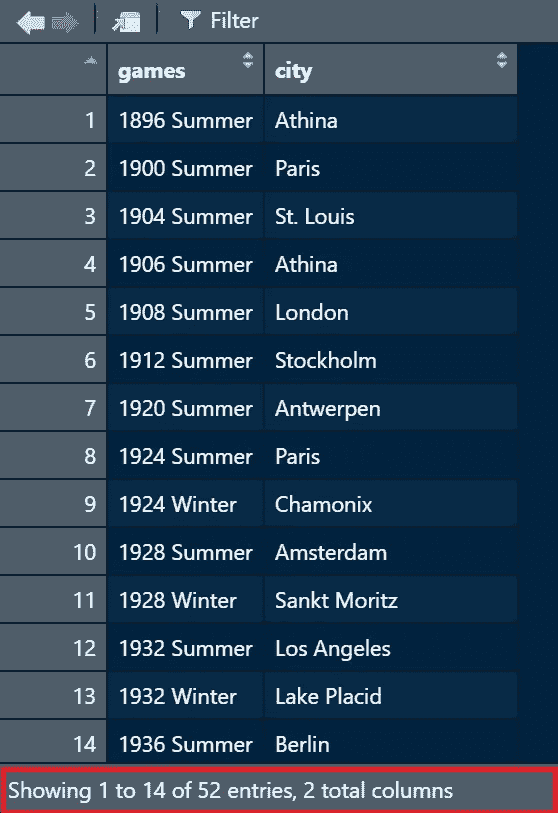 Filter
games city
1 1896 Summer Athina
2 1900 Summer Paris
3 1904 Summer St. Louis
4 1906 Summer Athina
5 1908 Summer London
6 1912 Summer Stockholm
7 1920 Summer Antwerpen
8 1924 Summer Paris
9 1924 Winter Chamonix
10 1928 Summer Amsterdam
11 1928 Winter Sankt Moritz
12 1932 Summer Los Angeles
13 1932 Winter Lake Placid
14 1936 Summer Berlin
Showing 1 to 14 of 52 entries, 2 total columns